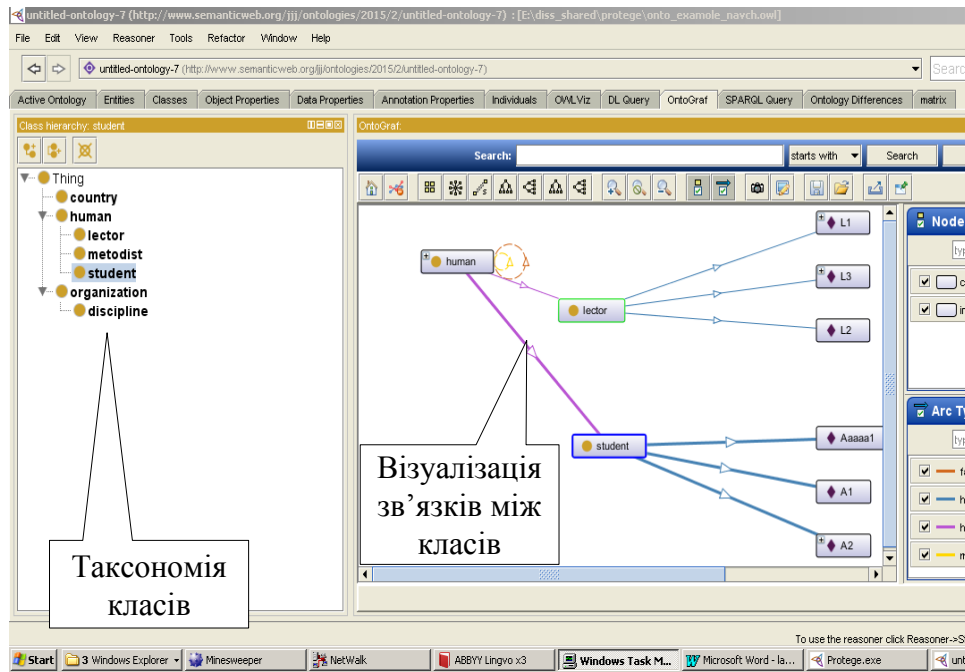 untitled-ontology-7 (http://www.semanticweb.org/jjj/ontologies/2015/2/untitled-ontology-7) : [E:\diss_shared\protege\onto_examole_navch.owl]
File Edit View Reasoner Tools Refactor Window Help
untitled-ontology-7 (http://www.semanticweb.org/jjj/ontologies/2015/2/untitled-ontology-7)
Active Ontology Entities Classes Object Properties Data Properties Annotation Properties Individuals OWLViz DL Query OntoGraf SPARQL Query Ontology Differences matrix
Class hierarchy: student
Thing
country
human
lector
metodist
student
organization
discipline
Таксономія
класів
OntoGraf:
Search: starts with Search
human
lector
student
L1
L3
L2
Aaaaa1
A1
A2
Візуалізація
зв’язків між
класів
Node
typ
c
in
Arc Ty
typ
fa
h
h
m
To use the reasoner click Reasoner->S
Start 3 Windows Explorer Minesweeper NetWalk ABBYY Lingvo x3 Windows Task M... Microsoft Word - la... Protege.exe unt